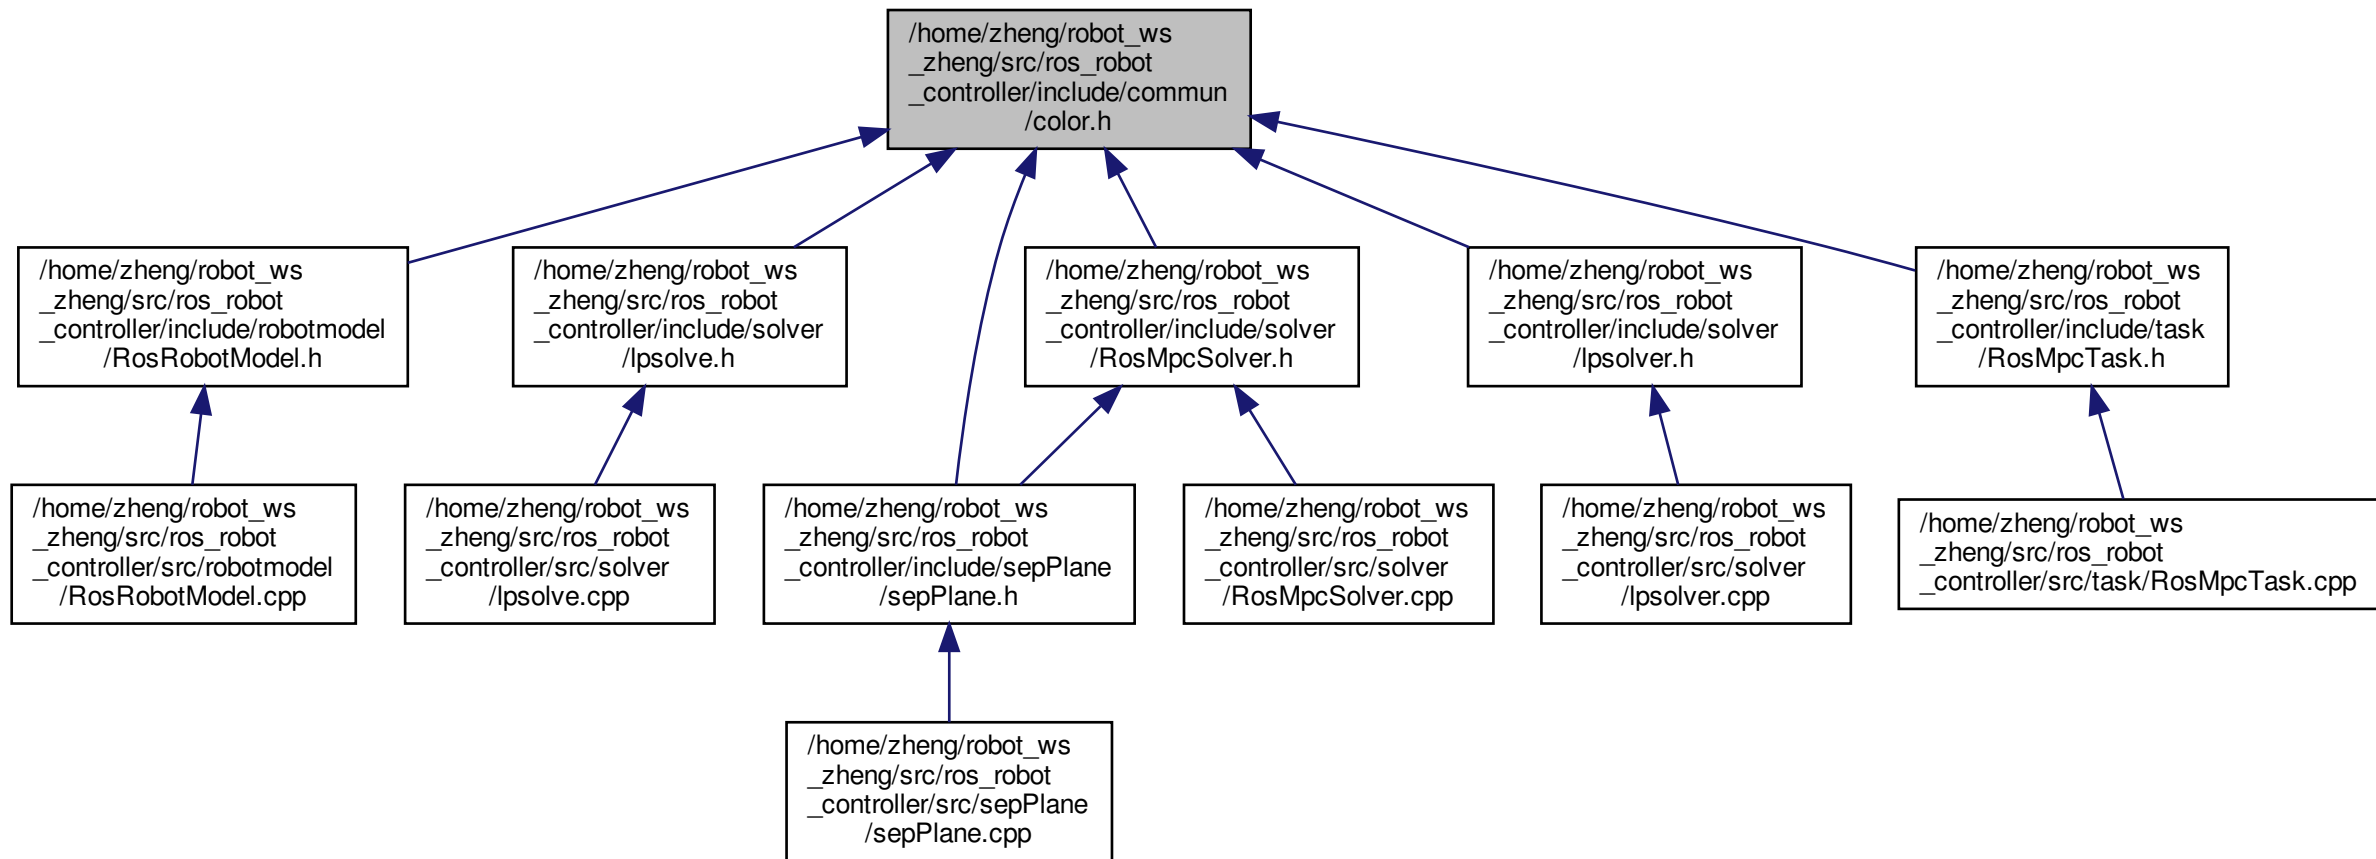 /home/zheng/robot_ws
_zheng/src/ros_robot
_controller/include/commun
/color.h
/home/zheng/robot_ws
_zheng/src/ros_robot
_controller/include/robotmodel
/RosRobotModel.h
/home/zheng/robot_ws
_zheng/src/ros_robot
_controller/include/solver
/lpsolve.h
/home/zheng/robot_ws
_zheng/src/ros_robot
_controller/include/solver
/RosMpcSolver.h
/home/zheng/robot_ws
_zheng/src/ros_robot
_controller/include/solver
/lpsolver.h
/home/zheng/robot_ws
_zheng/src/ros_robot
_controller/include/task
/RosMpcTask.h
/home/zheng/robot_ws
_zheng/src/ros_robot
_controller/src/robotmodel
/RosRobotModel.cpp
/home/zheng/robot_ws
_zheng/src/ros_robot
_controller/src/solver
/lpsolve.cpp
/home/zheng/robot_ws
_zheng/src/ros_robot
_controller/include/sepPlane
/sepPlane.h
/home/zheng/robot_ws
_zheng/src/ros_robot
_controller/src/solver
/RosMpcSolver.cpp
/home/zheng/robot_ws
_zheng/src/ros_robot
_controller/src/solver
/lpsolver.cpp
/home/zheng/robot_ws
_zheng/src/ros_robot
_controller/src/task/RosMpcTask.cpp
/home/zheng/robot_ws
_zheng/src/ros_robot
_controller/src/sepPlane
/sepPlane.cpp